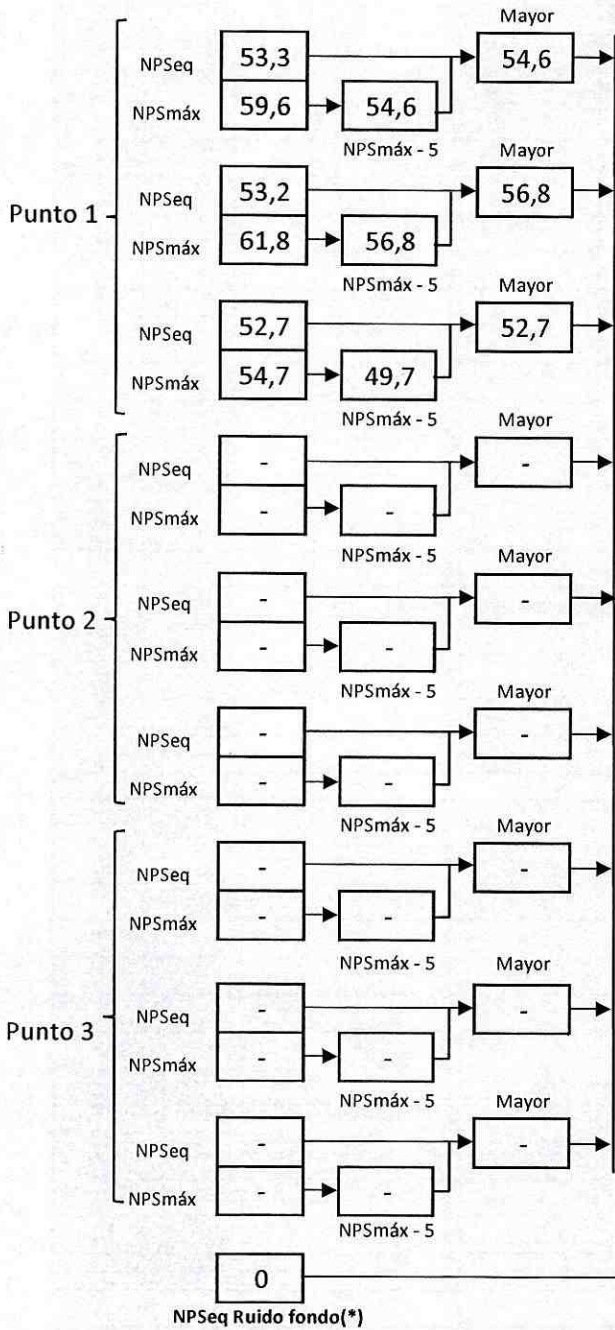 Mayor
NPSeq 53,3 54,6
NPSmáx 59,6 54,6
NPSmáx - 5
Mayor
NPSeq 53,2 56,8
Punto 1
NPSmáx 61,8 56,8
NPSmáx - 5
Mayor
NPSeq 52,7 52,7
NPSmáx 54,7 49,7
NPSmáx - 5
Mayor
NPSeq - -
NPSmáx - -
NPSmáx - 5
Mayor
NPSeq - -
Punto 2
NPSmáx - -
NPSmáx - 5
Mayor
NPSeq - -
NPSmáx - -
NPSmáx - 5
Mayor
NPSeq - -
NPSmáx - -
NPSmáx - 5
Mayor
NPSeq - -
Punto 3
NPSmáx - -
NPSmáx - 5
Mayor
NPSeq - -
NPSmáx - -
NPSmáx - 5
0
NPSeq Ruido fondo(*)